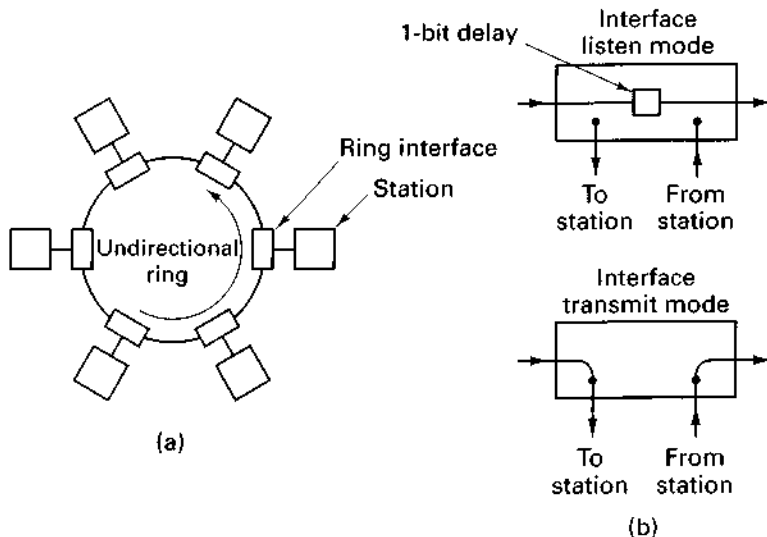 1-bit delay
Ring interface
Station
Undirectional
ring
(a)
Interface
listen mode
To
station
From
station
Interface
transmit mode
To
station
From
station
(b)